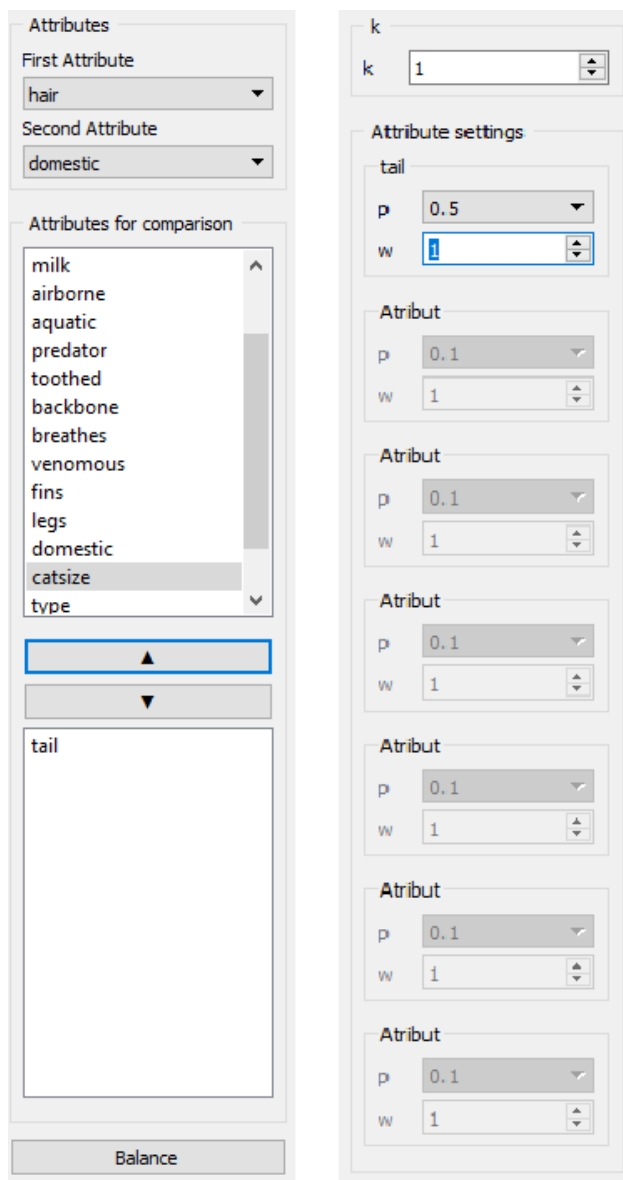 Attributes
First Attribute
hair
Second Attribute
domestic
Attributes for comparison
milk
airborne
aquatic
predator
toothed
backbone
breathes
venomous
fins
legs
domestic
catsize
type
▲
▼
tail
Balance
k
k 1
Attribute settings
tail
p 0.5
w 1
Atribut
p 0.1
w 1
Atribut
p 0.1
w 1
Atribut
p 0.1
w 1
Atribut
p 0.1
w 1
Atribut
p 0.1
w 1
Atribut
p 0.1
w 1